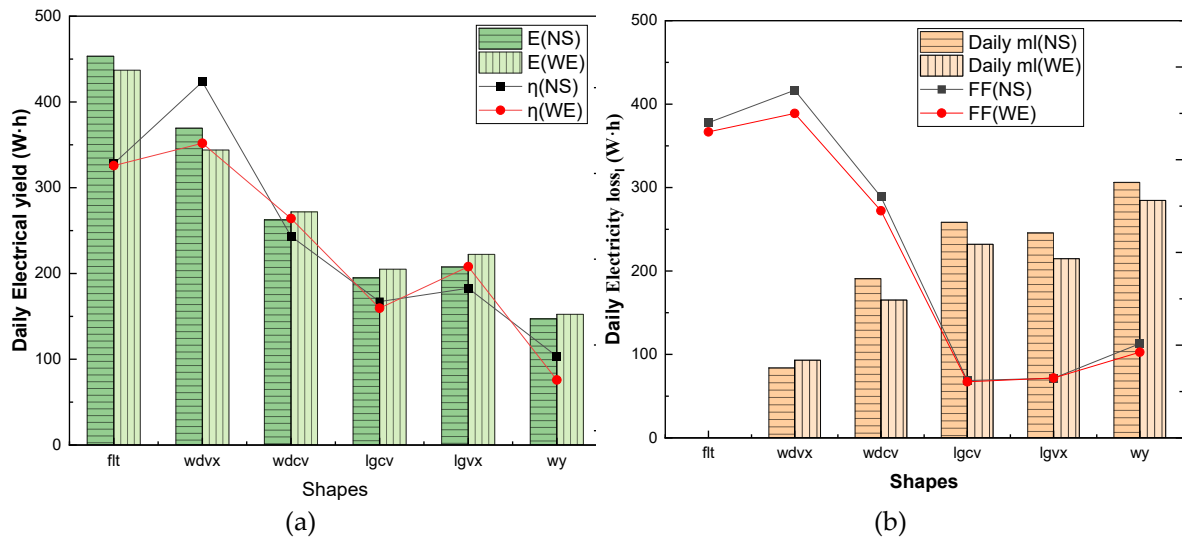 500
400
300
200
100
0
Daily Electrical yield (W·h)
E(NS)
E(WE)
η(NS)
η(WE)
flt wdvx wdcv lgcv lgvx wy
Shapes
(a)
500
400
300
200
100
0
Daily Electricity lossl (W·h)
Daily ml(NS)
Daily ml(WE)
FF(NS)
FF(WE)
flt wdvx wdcv lgcv lgvx wy
Shapes
(b)